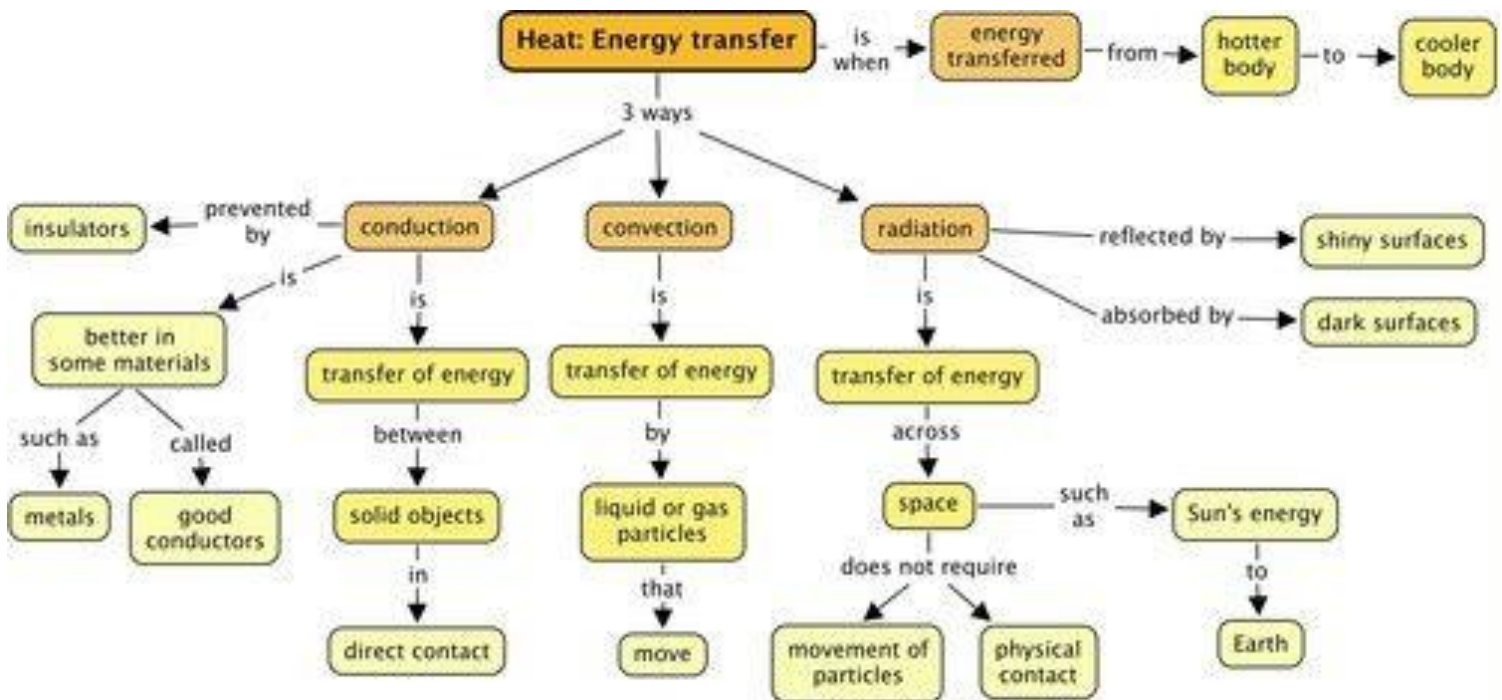 Heat: Energy transfer
is
when
energy
transferred
from
hotter
body
to
cooler
body
3 ways
insulators
prevented
by
conduction
convection
radiation
reflected by
shiny surfaces
absorbed by
dark surfaces
is
better in
some materials
such as
metals
called
good
conductors
is
transfer of energy
between
solid objects
in
direct contact
is
transfer of energy
by
liquid or gas
particles
that
move
is
transfer of energy
across
space
such
as
Sun's energy
to
Earth
does not require
movement of
particles
physical
contact